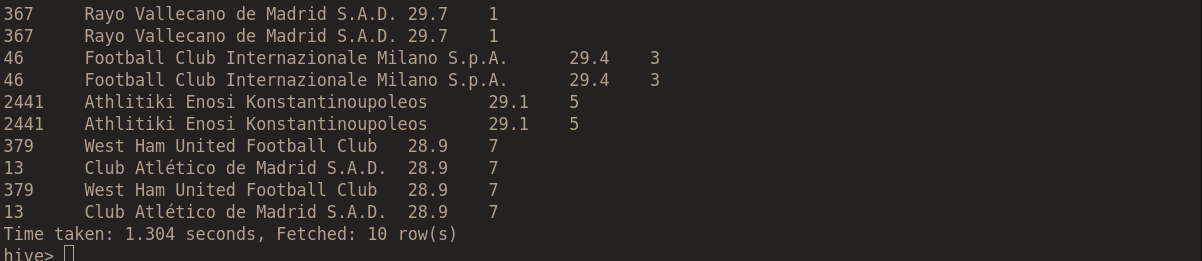 367 Rayo Vallecano de Madrid S.A.D. 29.7 1
367 Rayo Vallecano de Madrid S.A.D. 29.7 1
46 Football Club Internazionale Milano S.p.A. 29.4 3
46 Football Club Internazionale Milano S.p.A. 29.4 3
2441 Athlitiki Enosi Konstantinoupoleos 29.1 5
2441 Athlitiki Enosi Konstantinoupoleos 29.1 5
379 West Ham United Football Club 28.9 7
13 Club Atlético de Madrid S.A.D. 28.9 7
379 West Ham United Football Club 28.9 7
13 Club Atlético de Madrid S.A.D. 28.9 7
Time taken: 1.304 seconds, Fetched: 10 row(s)
hive>